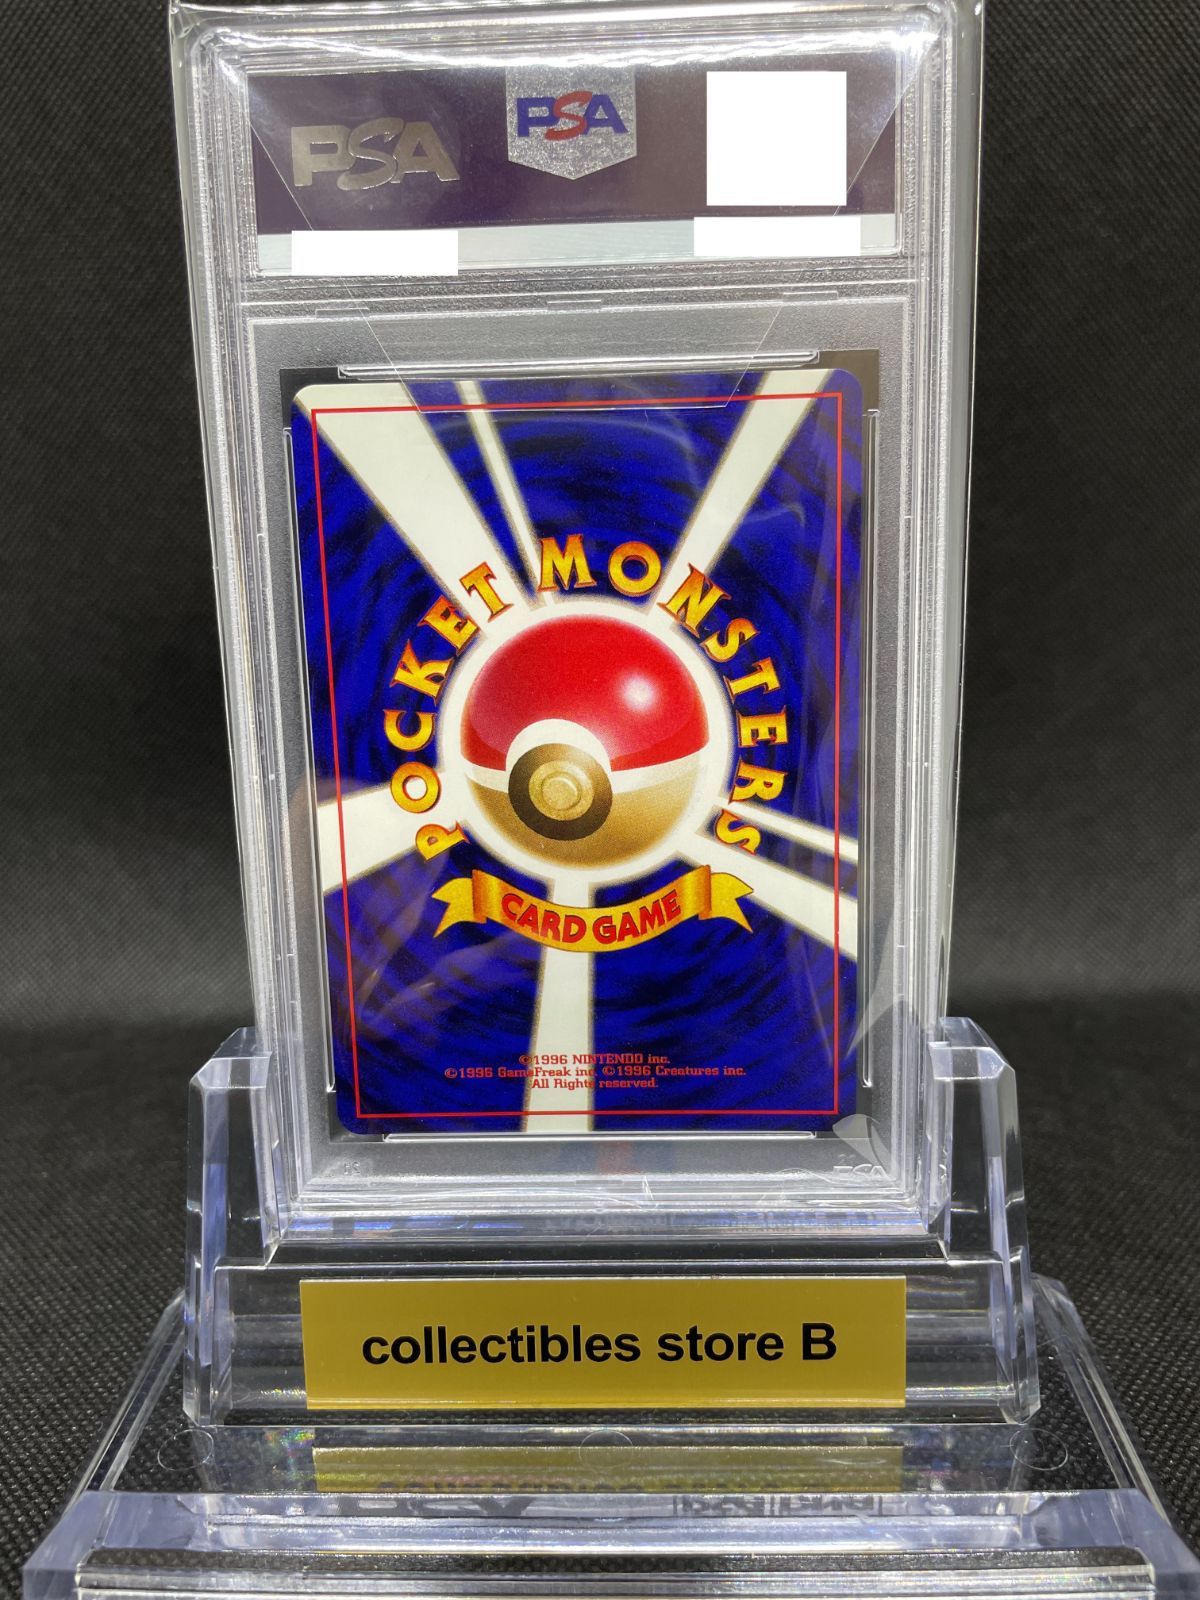 PSA
PSA
POCKET MONSTERS
CARD GAME
©1996 NINTENDO inc.
©1996 GameFreak inc. ©1996 Creatures inc.
All Rights reserved.
collectibles store B